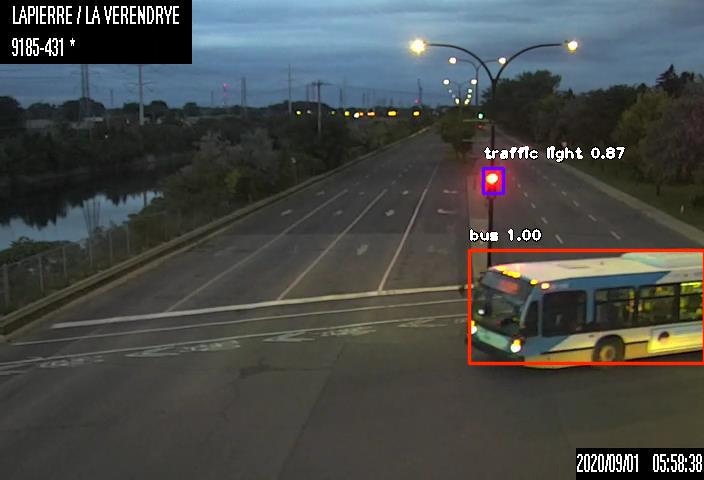 LAPIERRE / LA VERENDRYE
9185-431 *
traffic light 0.87
bus 1.00
2020/09/01 05:58:38